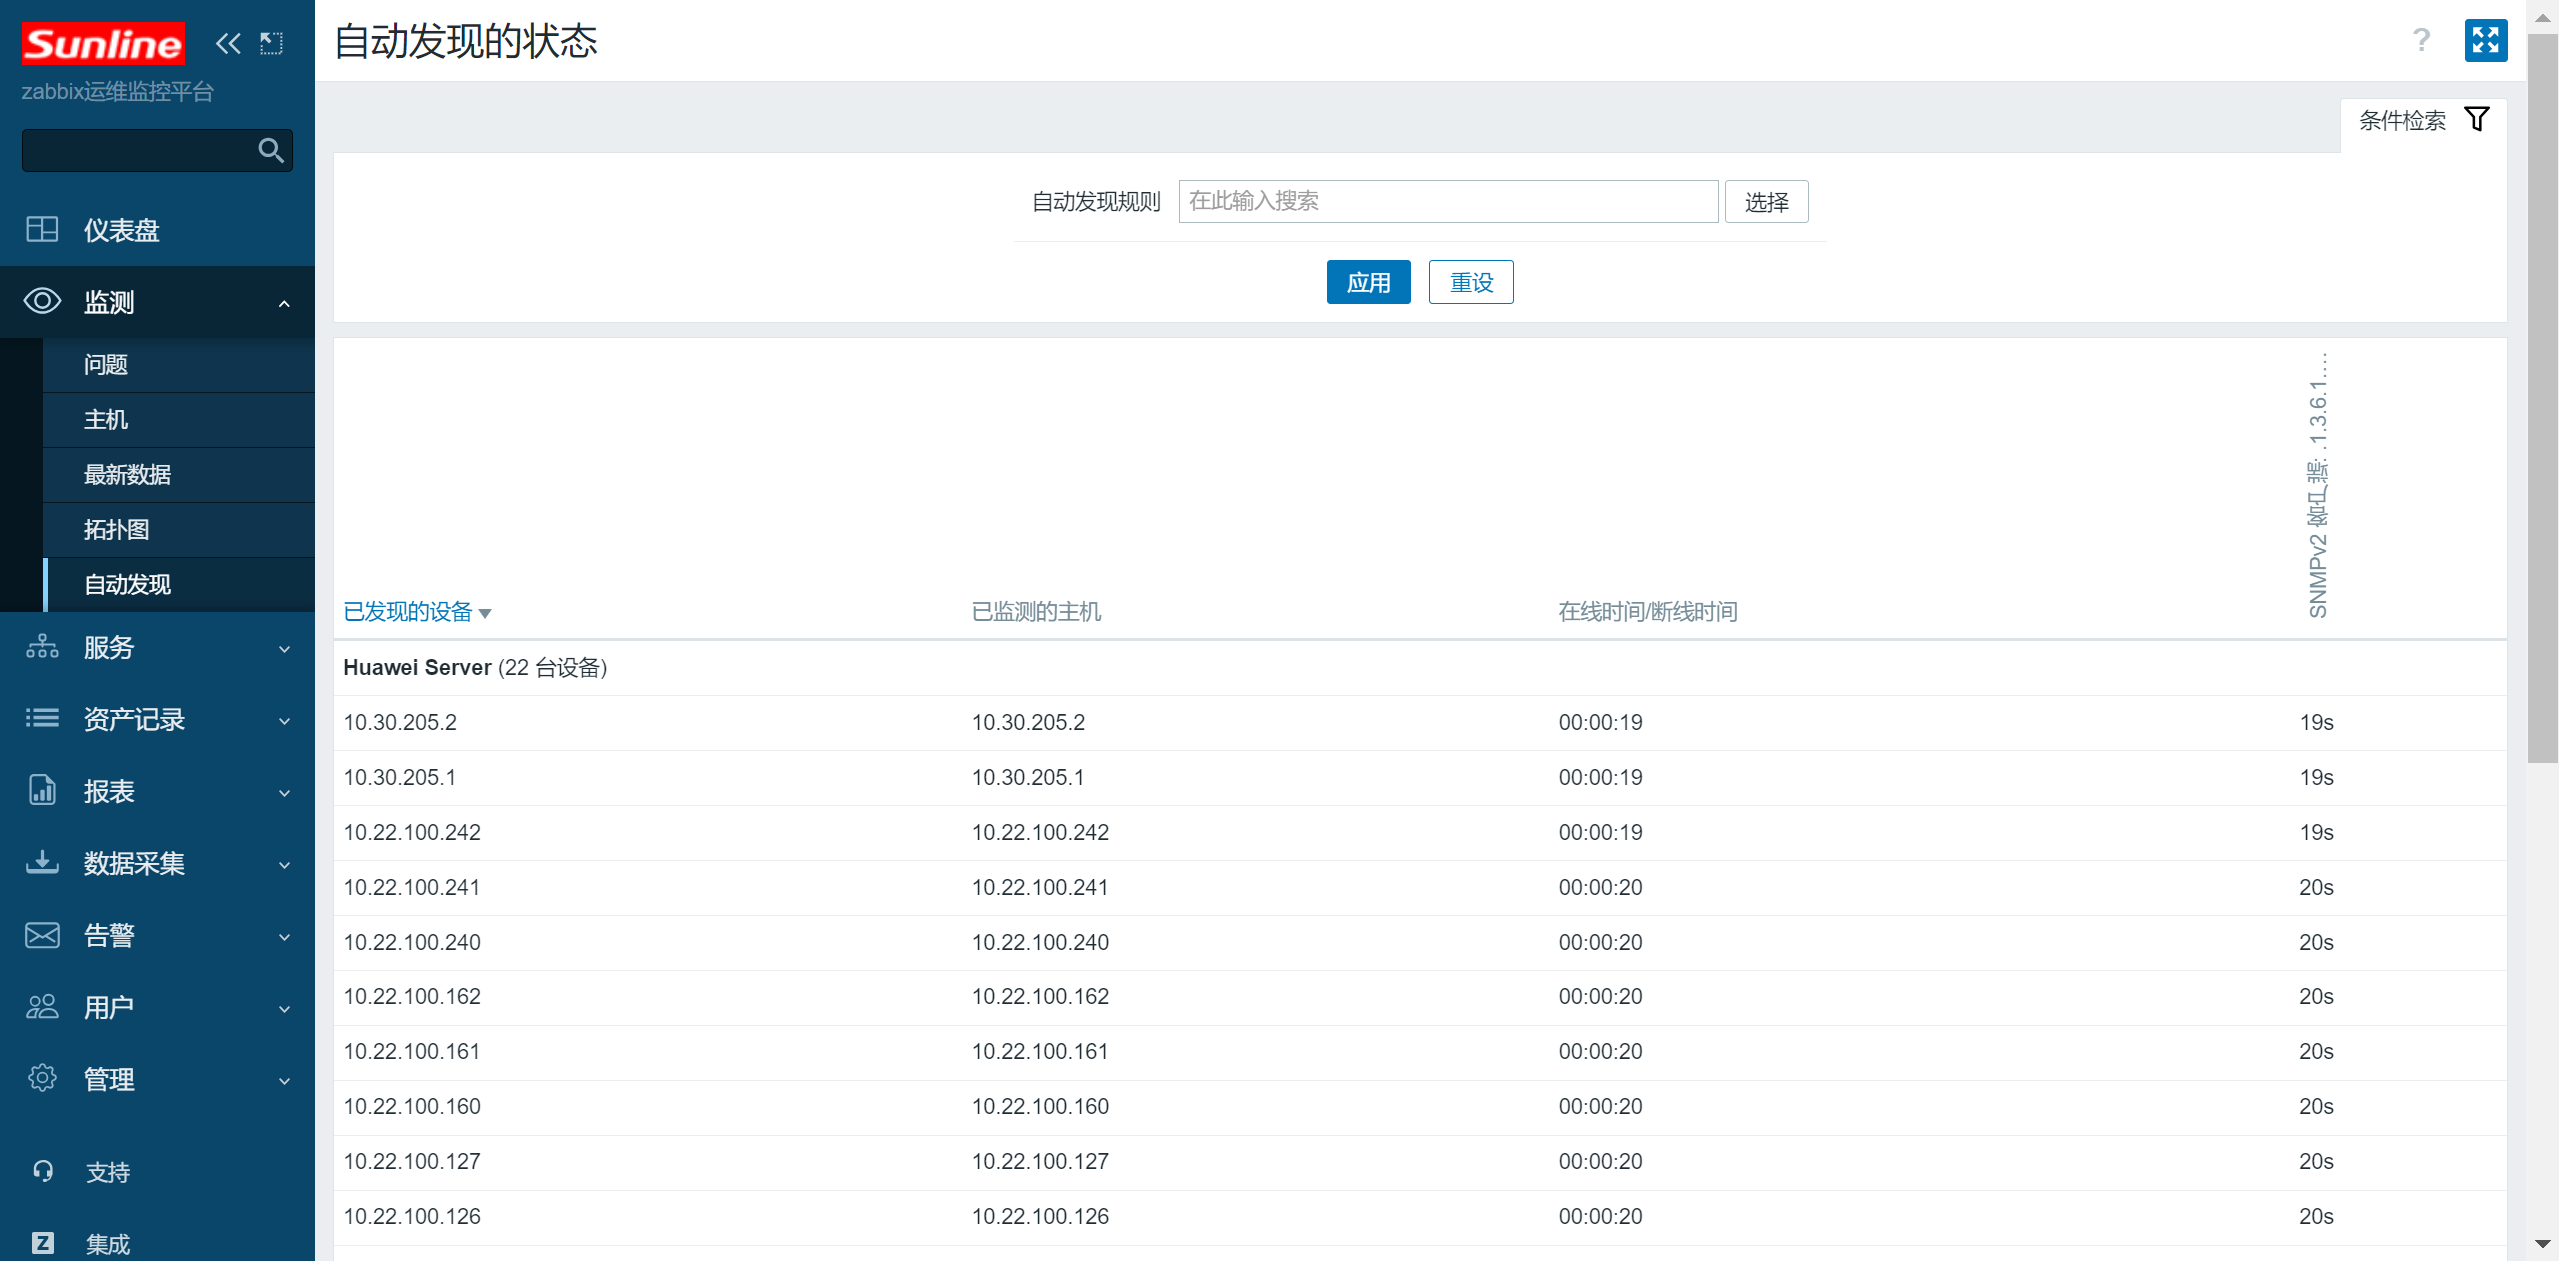 Sunline
zabbix运维监控平台
仪表盘
监测
问题
主机
最新数据
拓扑图
自动发现
服务
资产记录
报表
数据采集
告警
用户
管理
支持
Z 集成
自动发现的状态
?
条件检索
自动发现规则 在此输入搜索 选择
应用 重设
已发现的设备 已监测的主机 在线时间/断线时间 SNMPv2 客户端: .1.3.6.1....
Huawei Server (22 台设备)
10.30.205.2 10.30.205.2 00:00:19 19s
10.30.205.1 10.30.205.1 00:00:19 19s
10.22.100.242 10.22.100.242 00:00:19 19s
10.22.100.241 10.22.100.241 00:00:20 20s
10.22.100.240 10.22.100.240 00:00:20 20s
10.22.100.162 10.22.100.162 00:00:20 20s
10.22.100.161 10.22.100.161 00:00:20 20s
10.22.100.160 10.22.100.160 00:00:20 20s
10.22.100.127 10.22.100.127 00:00:20 20s
10.22.100.126 10.22.100.126 00:00:20 20s